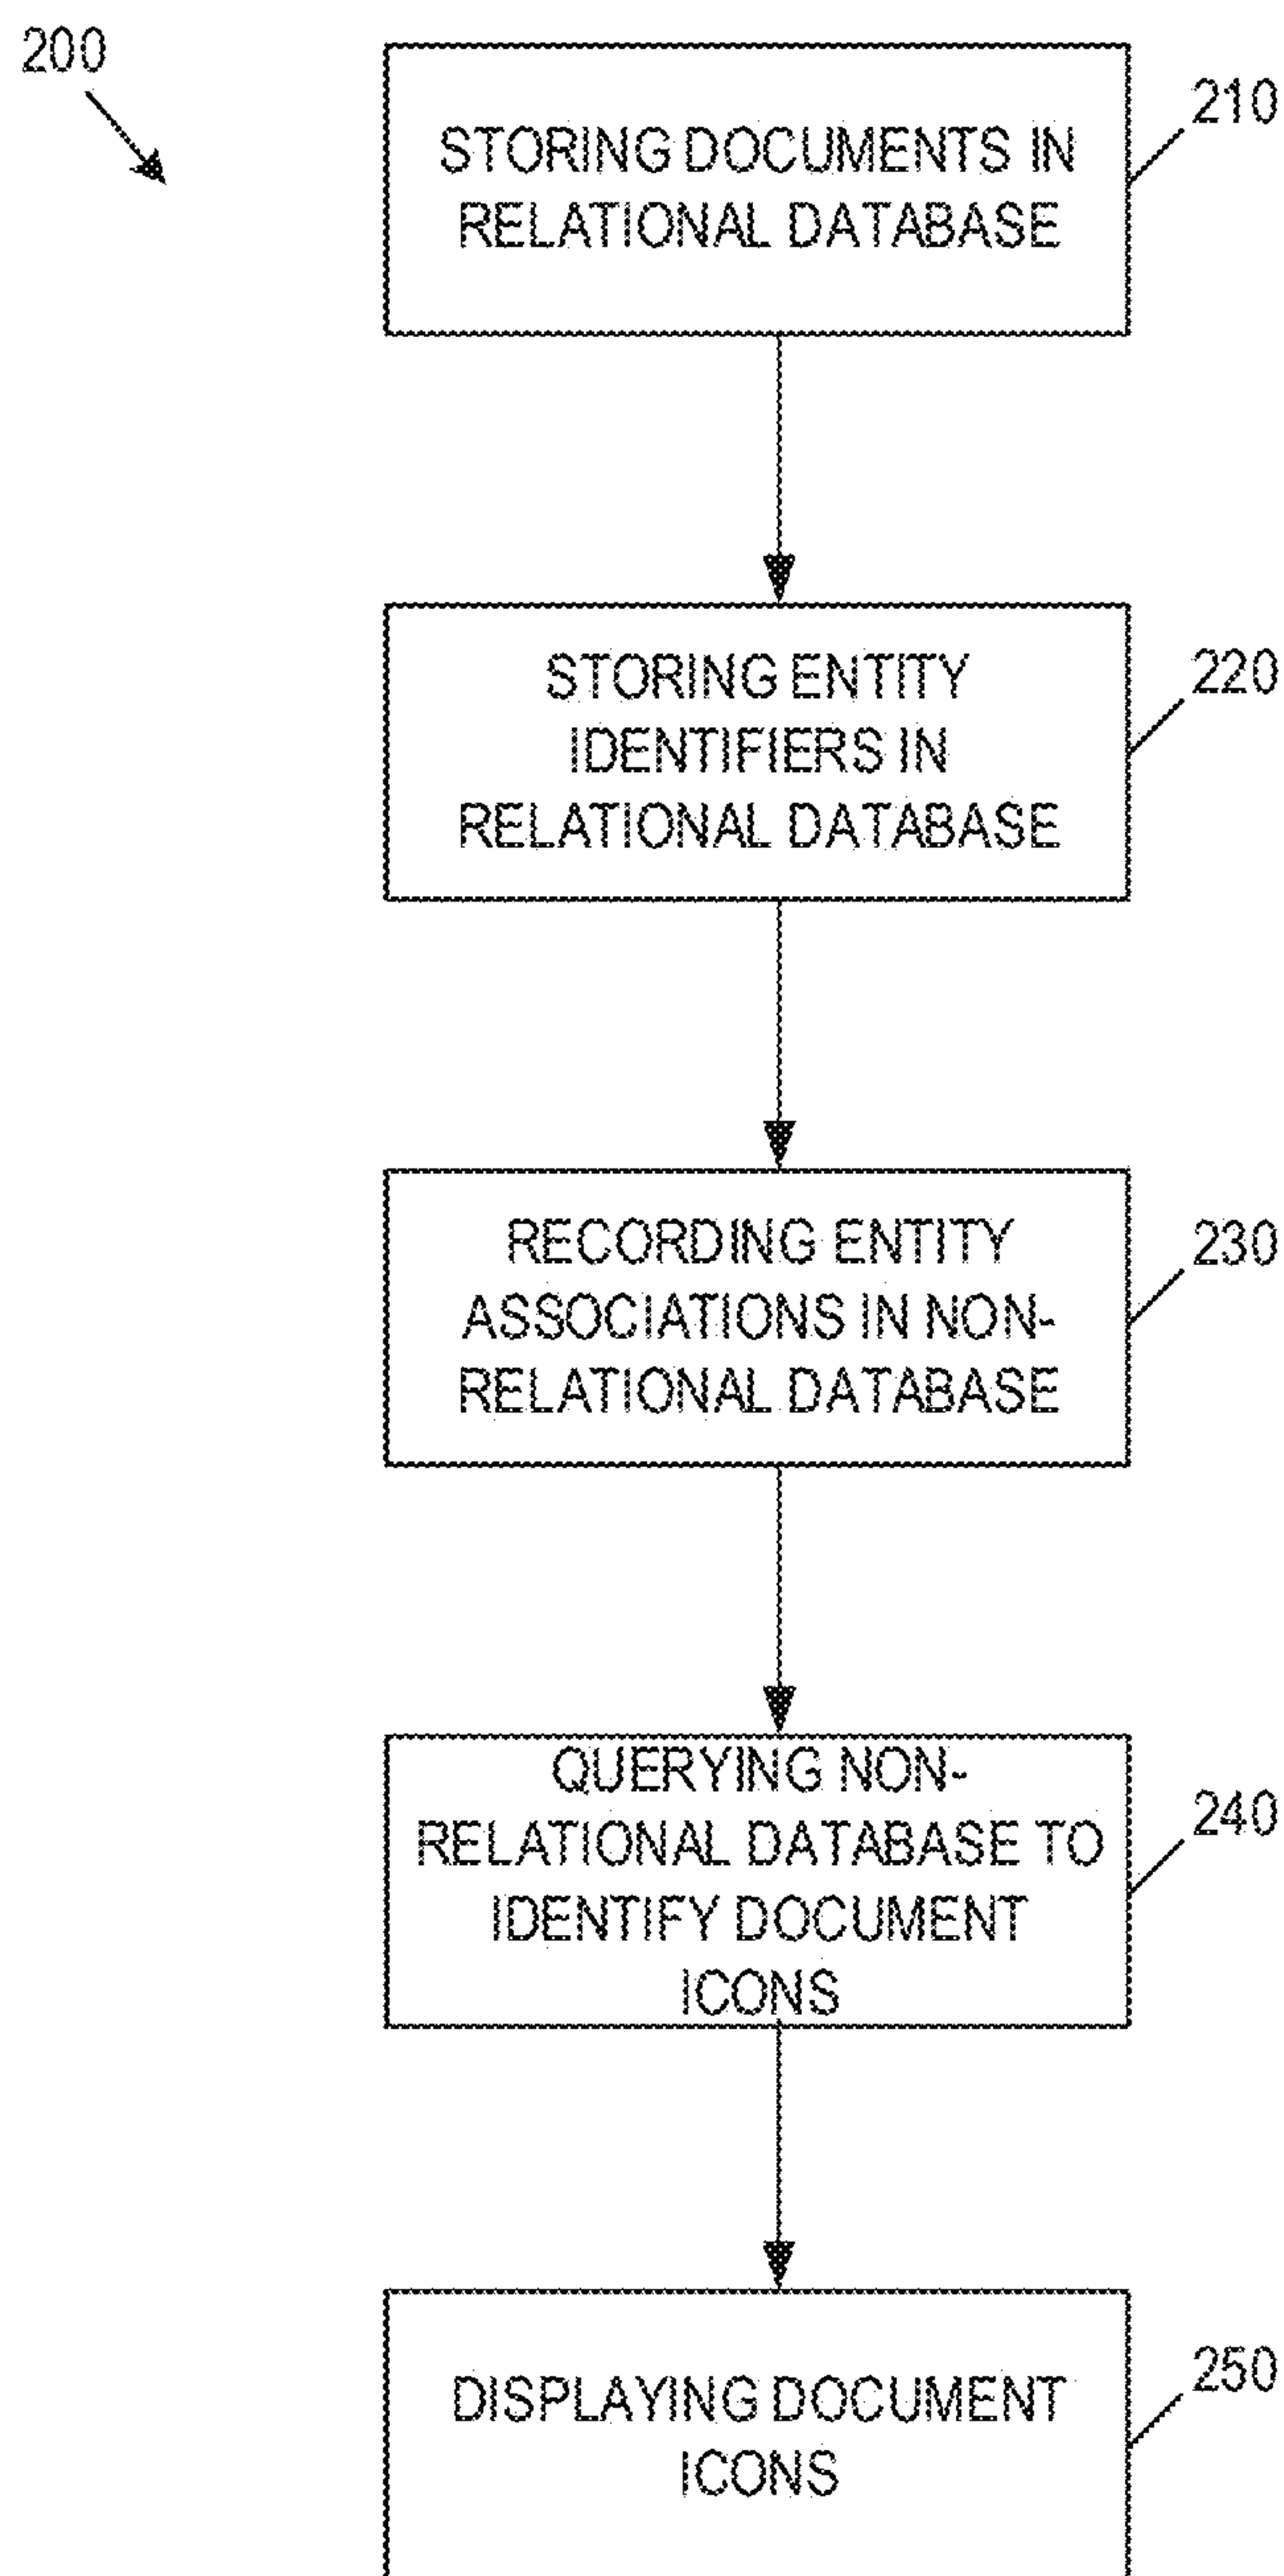 200
STORING DOCUMENTS IN
RELATIONAL DATABASE
210
STORING ENTITY
IDENTIFIERS IN
RELATIONAL DATABASE
220
RECORDING ENTITY
ASSOCIATIONS IN NON-
RELATIONAL DATABASE
230
QUERYING NON-
RELATIONAL DATABASE TO
IDENTIFY DOCUMENT
ICONS
240
DISPLAYING DOCUMENT
ICONS
250